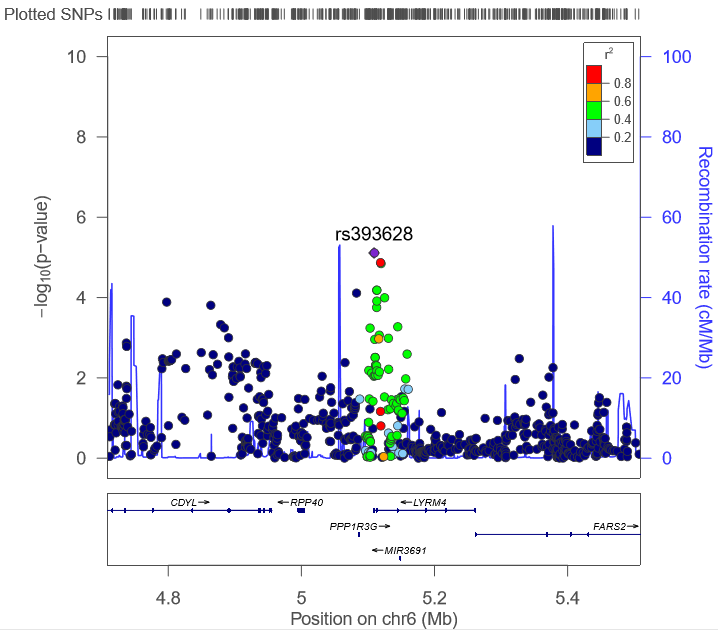 Plotted SNPs
10
8
6
4
2
0
−log10(p−value)
100
80
60
40
20
0
Recombination rate (cM/Mb)
r2
0.8
0.6
0.4
0.2
rs393628
CDYL→
←RPP40
←LYRM4
PPP1R3G→
FARS2→
←MIR3691
4.8
5
5.2
5.4
Position on chr6 (Mb)